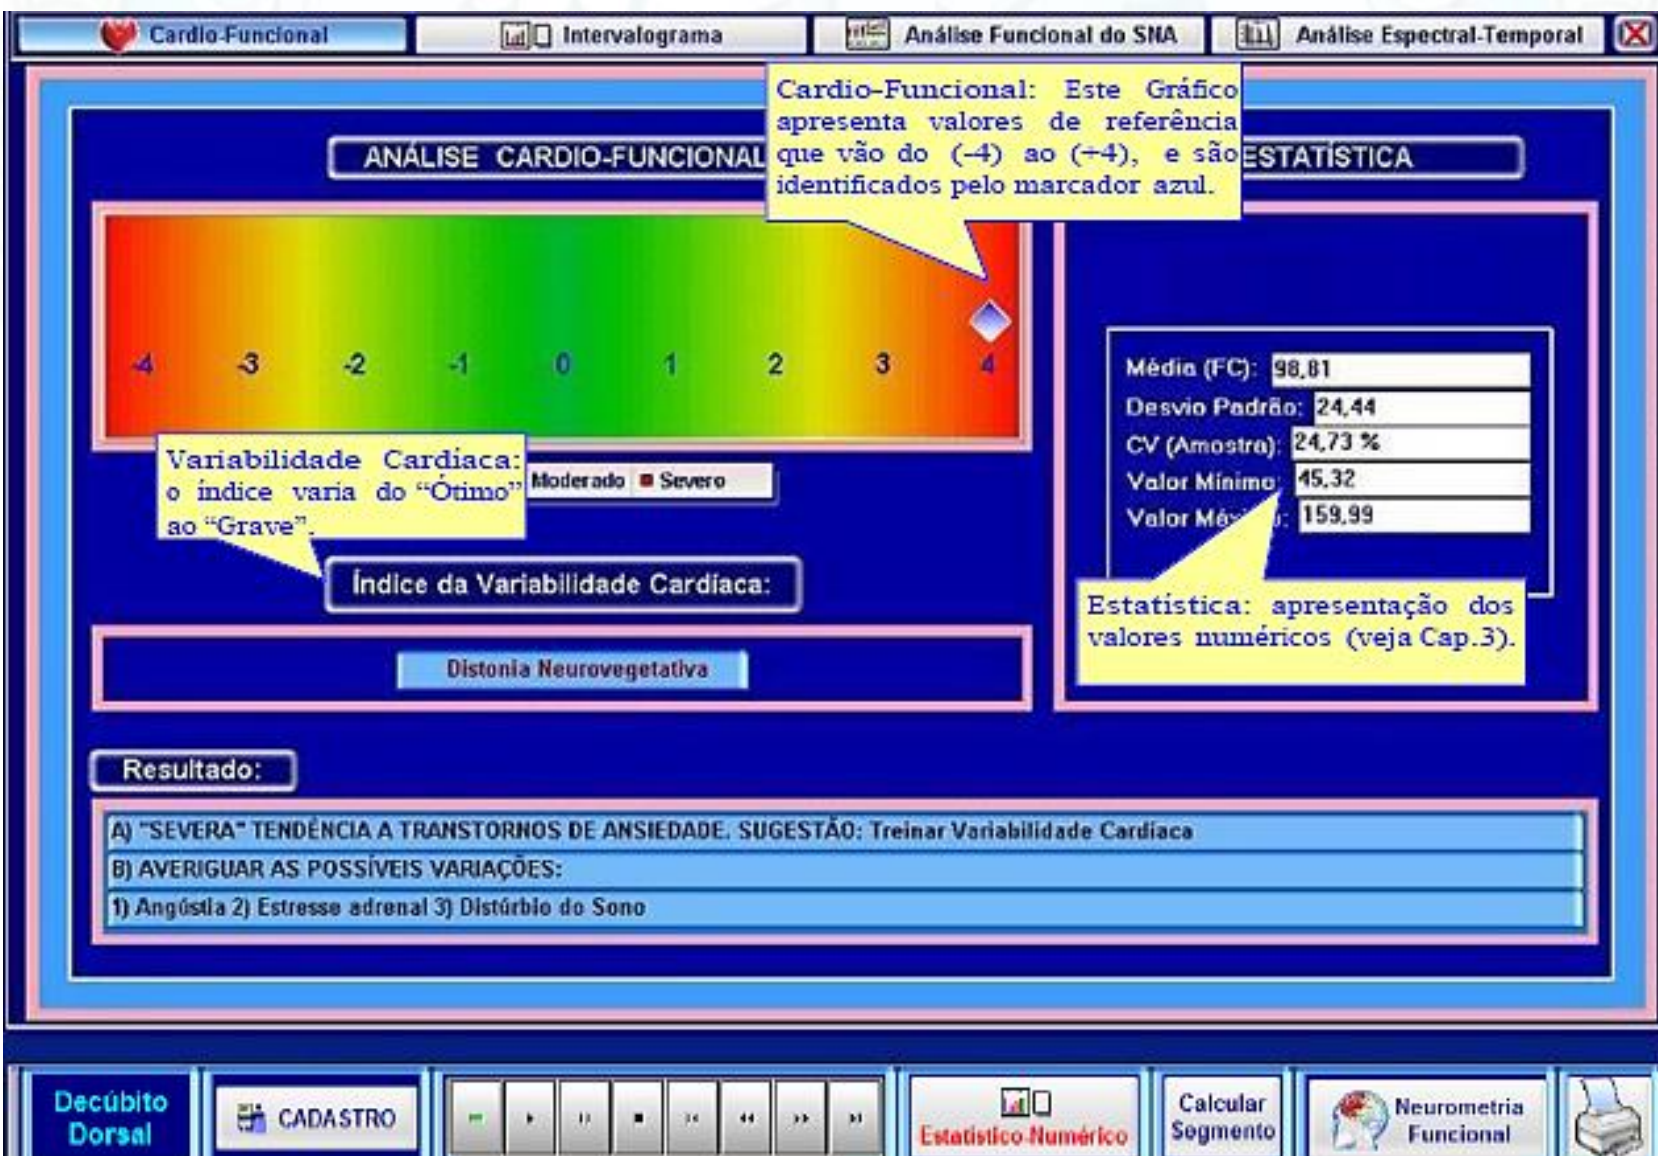 Cardio-Funcional
Intervalograma
Análise Funcional do SNA
Análise Espectral-Temporal
Cardio-Funcional: Este Gráfico
apresenta valores de referência
que vão do (-4) ao (+4), e são
identificados pelo marcador azul.
ANÁLISE CARDIO-FUNCIONAL
ESTATÍSTICA
-4 -3 -2 -1 0 1 2 3 4
Média (FC): 98,81
Desvio Padrão: 24,44
CV (Amostra): 24,73 %
Valor Mínimo: 45,32
Valor : 159,99
Variabilidade Cardíaca:
o índice varia do “Ótimo”
ao “Grave”.
Moderado Severo
Índice da Variabilidade Cardíaca:
Estatística: apresentação dos
valores numéricos (veja Cap.3).
Distonia Neurovegetativa
Resultado:
A) "SEVERA" TENDÊNCIA A TRANSTORNOS DE ANSIEDADE. SUGESTÃO: Treinar Variabilidade Cardíaca
B) AVERIGUAR AS POSSÍVEIS VARIAÇÕES:
1) Angústia 2) Estresse adrenal 3) Distúrbio do Sono
Decúbito
Dorsal
CADASTRO
Estatístico-Numérico
Calcular
Segmento
Neurometria
Funcional